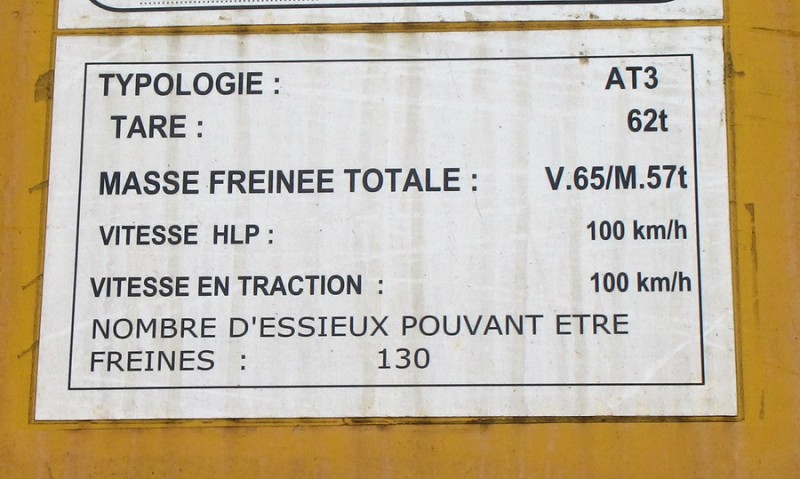 TYPOLOGIE : AT3
TARE : 62t
MASSE FREINEE TOTALE : V.65/M.57t
VITESSE HLP : 100 km/h
VITESSE EN TRACTION : 100 km/h
NOMBRE D'ESSIEUX POUVANT ETRE
FREINES : 130